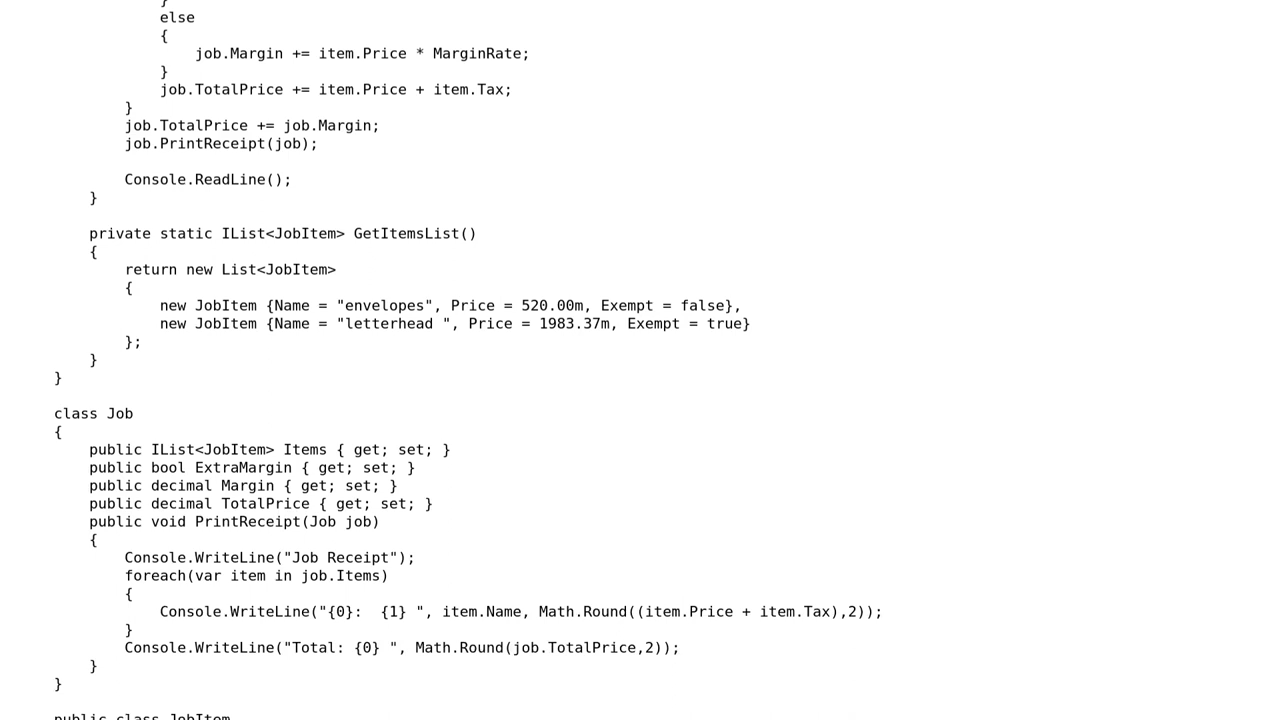 }
else
{
job.Margin += item.Price * MarginRate;
}
job.TotalPrice += item.Price + item.Tax;
}
job.TotalPrice += job.Margin;
job.PrintReceipt(job);
Console.ReadLine();
}
private static IList<JobItem> GetItemsList()
{
return new List<JobItem>
{
new JobItem {Name = "envelopes", Price = 520.00m, Exempt = false},
new JobItem {Name = "letterhead ", Price = 1983.37m, Exempt = true}
};
}
}
class Job
{
public IList<JobItem> Items { get; set; }
public bool ExtraMargin { get; set; }
public decimal Margin { get; set; }
public decimal TotalPrice { get; set; }
public void PrintReceipt(Job job)
{
Console.WriteLine("Job Receipt");
foreach(var item in job.Items)
{
Console.WriteLine("{0}:  {1} ", item.Name, Math.Round((item.Price + item.Tax),2));
}
Console.WriteLine("Total: {0} ", Math.Round(job.TotalPrice,2));
}
}
public class JobItem